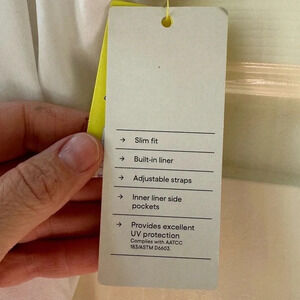 → Slim fit
→ Built-in liner
→ Adjustable straps
→ Inner liner side
pockets
→ Provides excellent
UV protection
Complies with AATCC
183/ASTM D6603.